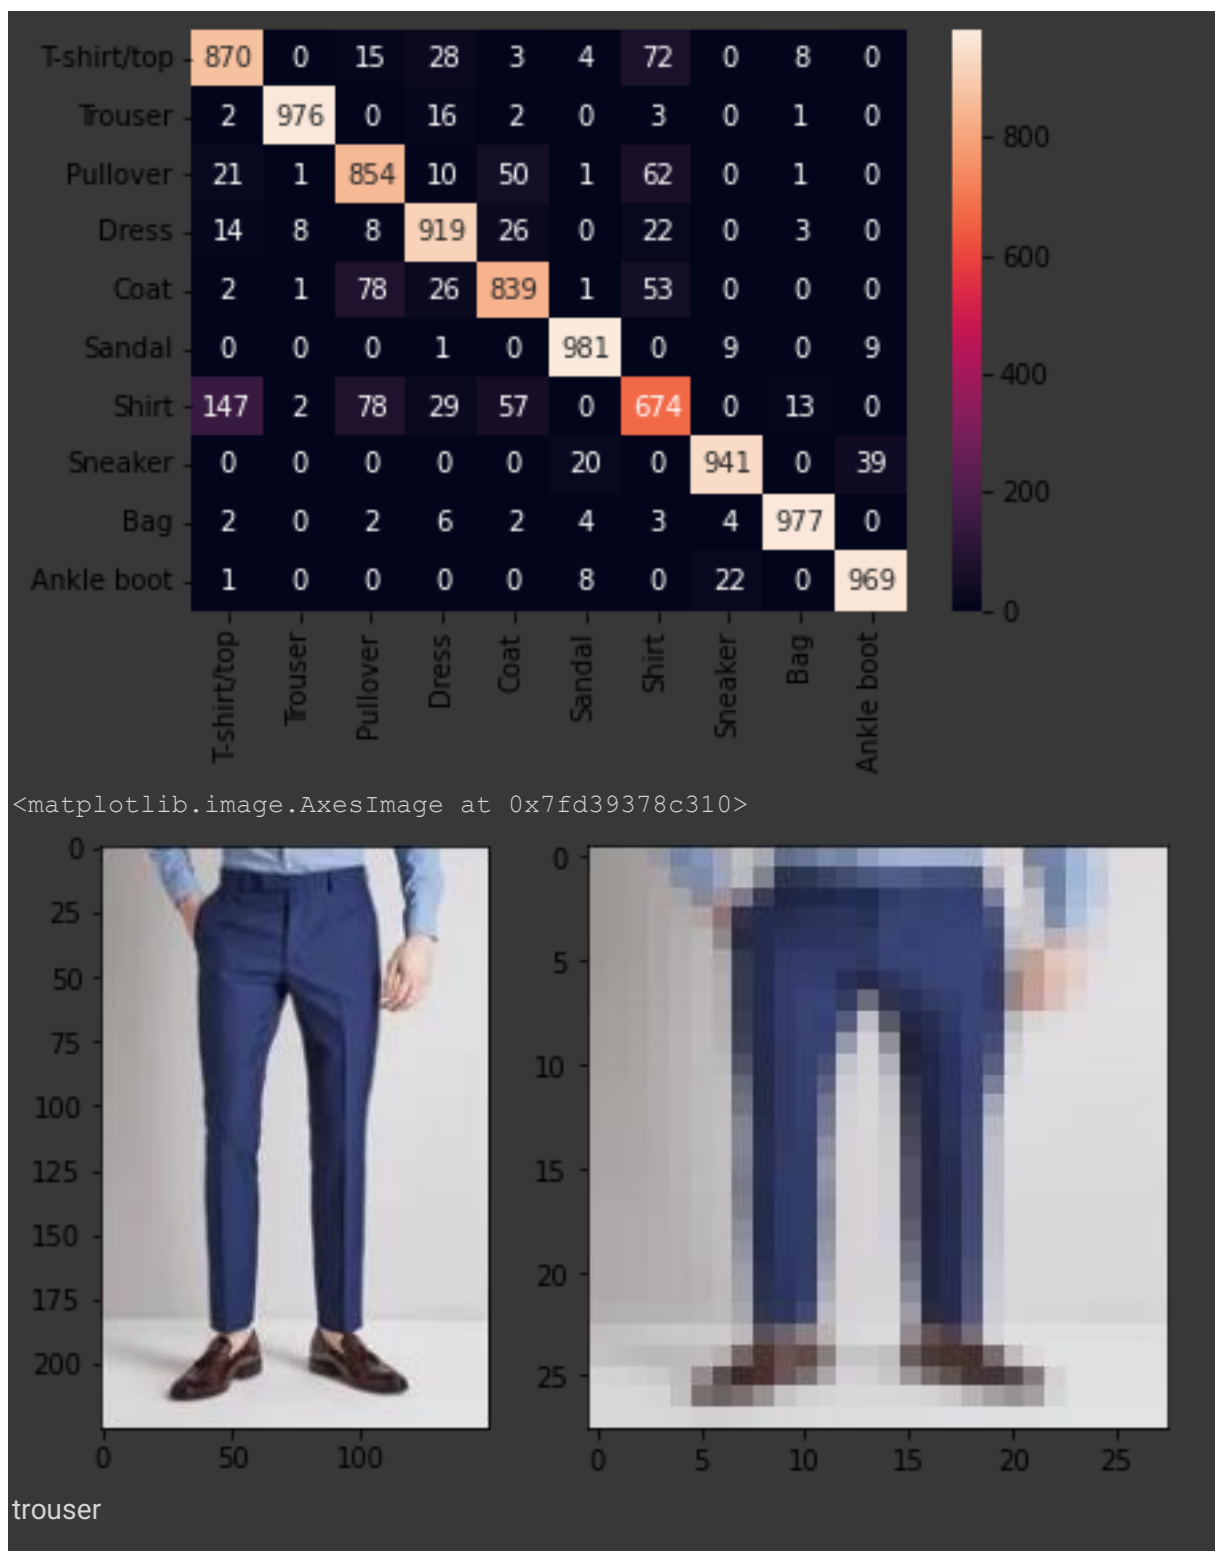 T-shirt/top 870 0 15 28 3 4 72 0 8 0
Trouser 2 976 0 16 2 0 3 0 1 0
800
Pullover 21 1 854 10 50 1 62 0 1 0
Dress 14 8 8 919 26 0 22 0 3 0
600
Coat 2 1 78 26 839 1 53 0 0 0
Sandal 0 0 0 1 0 981 0 9 0 9
400
Shirt 147 2 78 29 57 0 674 0 13 0
Sneaker 0 0 0 0 0 20 0 941 0 39
200
Bag 2 0 2 6 2 4 3 4 977 0
Ankle boot 1 0 0 0 0 8 0 22 0 969
0
T-shirt/top Trouser Pullover Dress Coat Sandal Shirt Sneaker Bag Ankle boot
<matplotlib.image.AxesImage at 0x7fd39378c310>
0
25
50
75
100
125
150
175
200
0 50 100
0
5
10
15
20
25
0 5 10 15 20 25
trouser